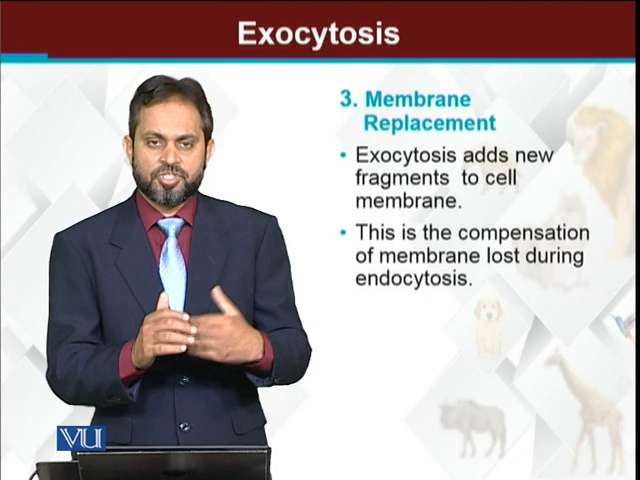 Exocytosis
3. Membrane
Replacement
• Exocytosis adds new
fragments to cell
membrane.
• This is the compensation
of membrane lost during
endocytosis.
VU